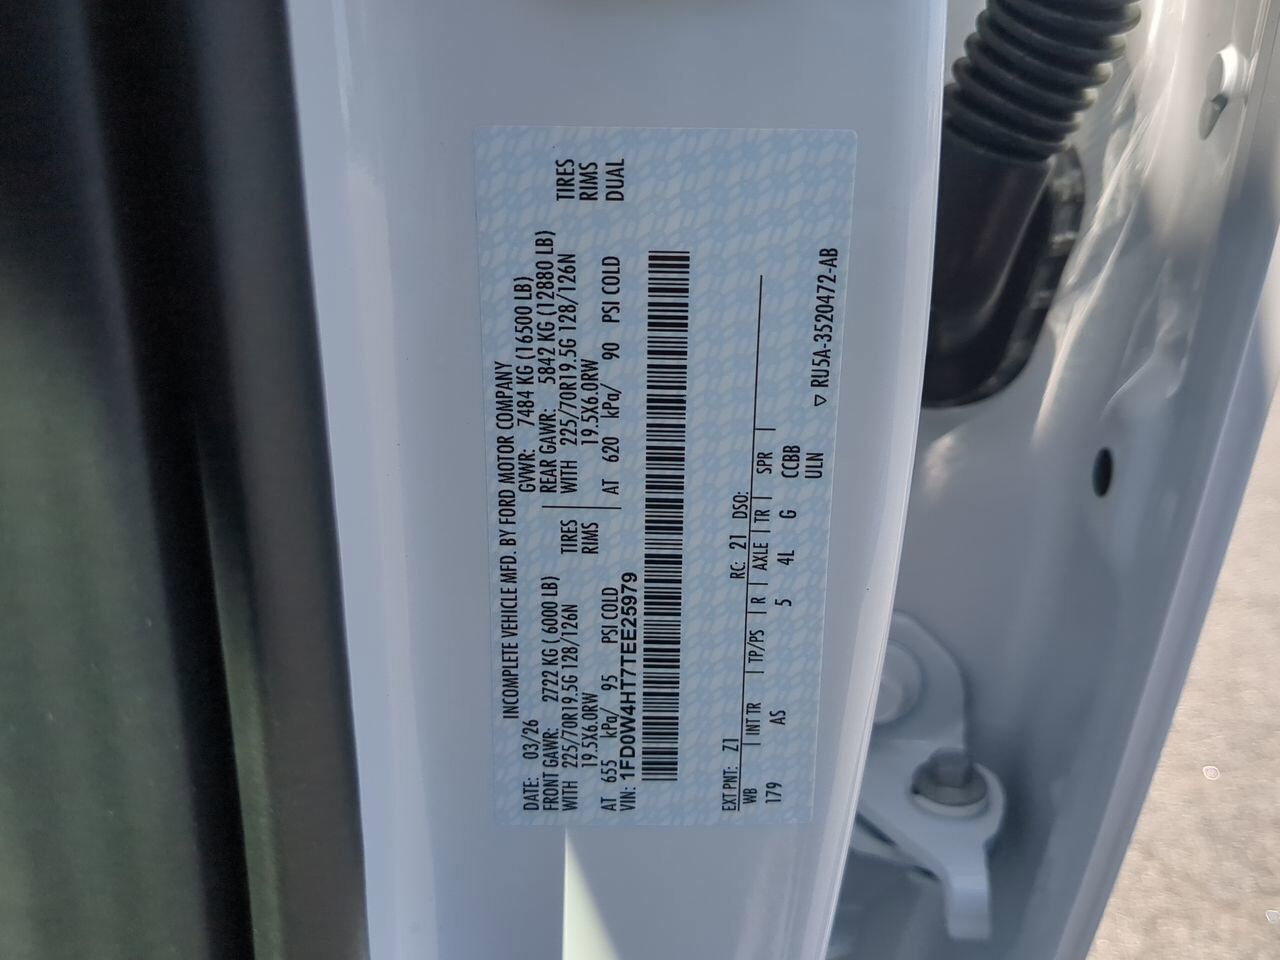 INCOMPLETE VEHICLE MFD. BY FORD MOTOR COMPANY
DATE: 03/26 GVWR: 7484 KG (16500 LB)
FRONT GAWR: 2722 KG ( 6000 LB) REAR GAWR: 5842 KG (12880 LB)
WITH 225/70R19.5G 128/126N TIRES WITH 225/70R19.5G 128/126N TIRES
19.5X6.0RW RIMS 19.5X6.0RW RIMS
AT 655 kPa/ 95 PSI COLD AT 620 kPa/ 90 PSI COLD DUAL
VIN: 1FD0W4HT7TEE25979
EXT PNT: Z1 RC: 21 DSO:
WB INT TR TP/PS R AXLE TR SPR
179 AS 5 4L G CCBB
ULN
▽ RU5A-3520472-AB